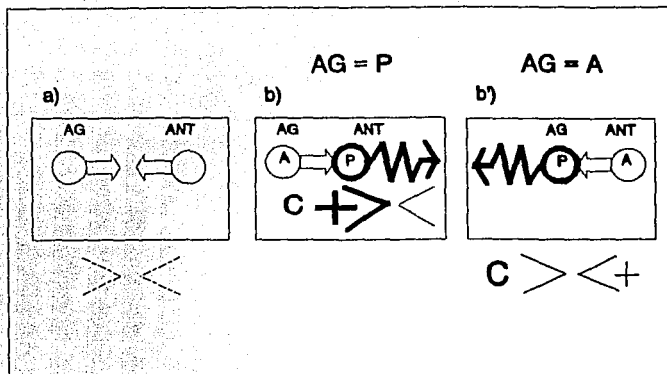 AG = P
AG = A
a)
b)
b')
AG ANT
AG ANT
AG ANT
A P
P A
C + > <
C > < +
> <